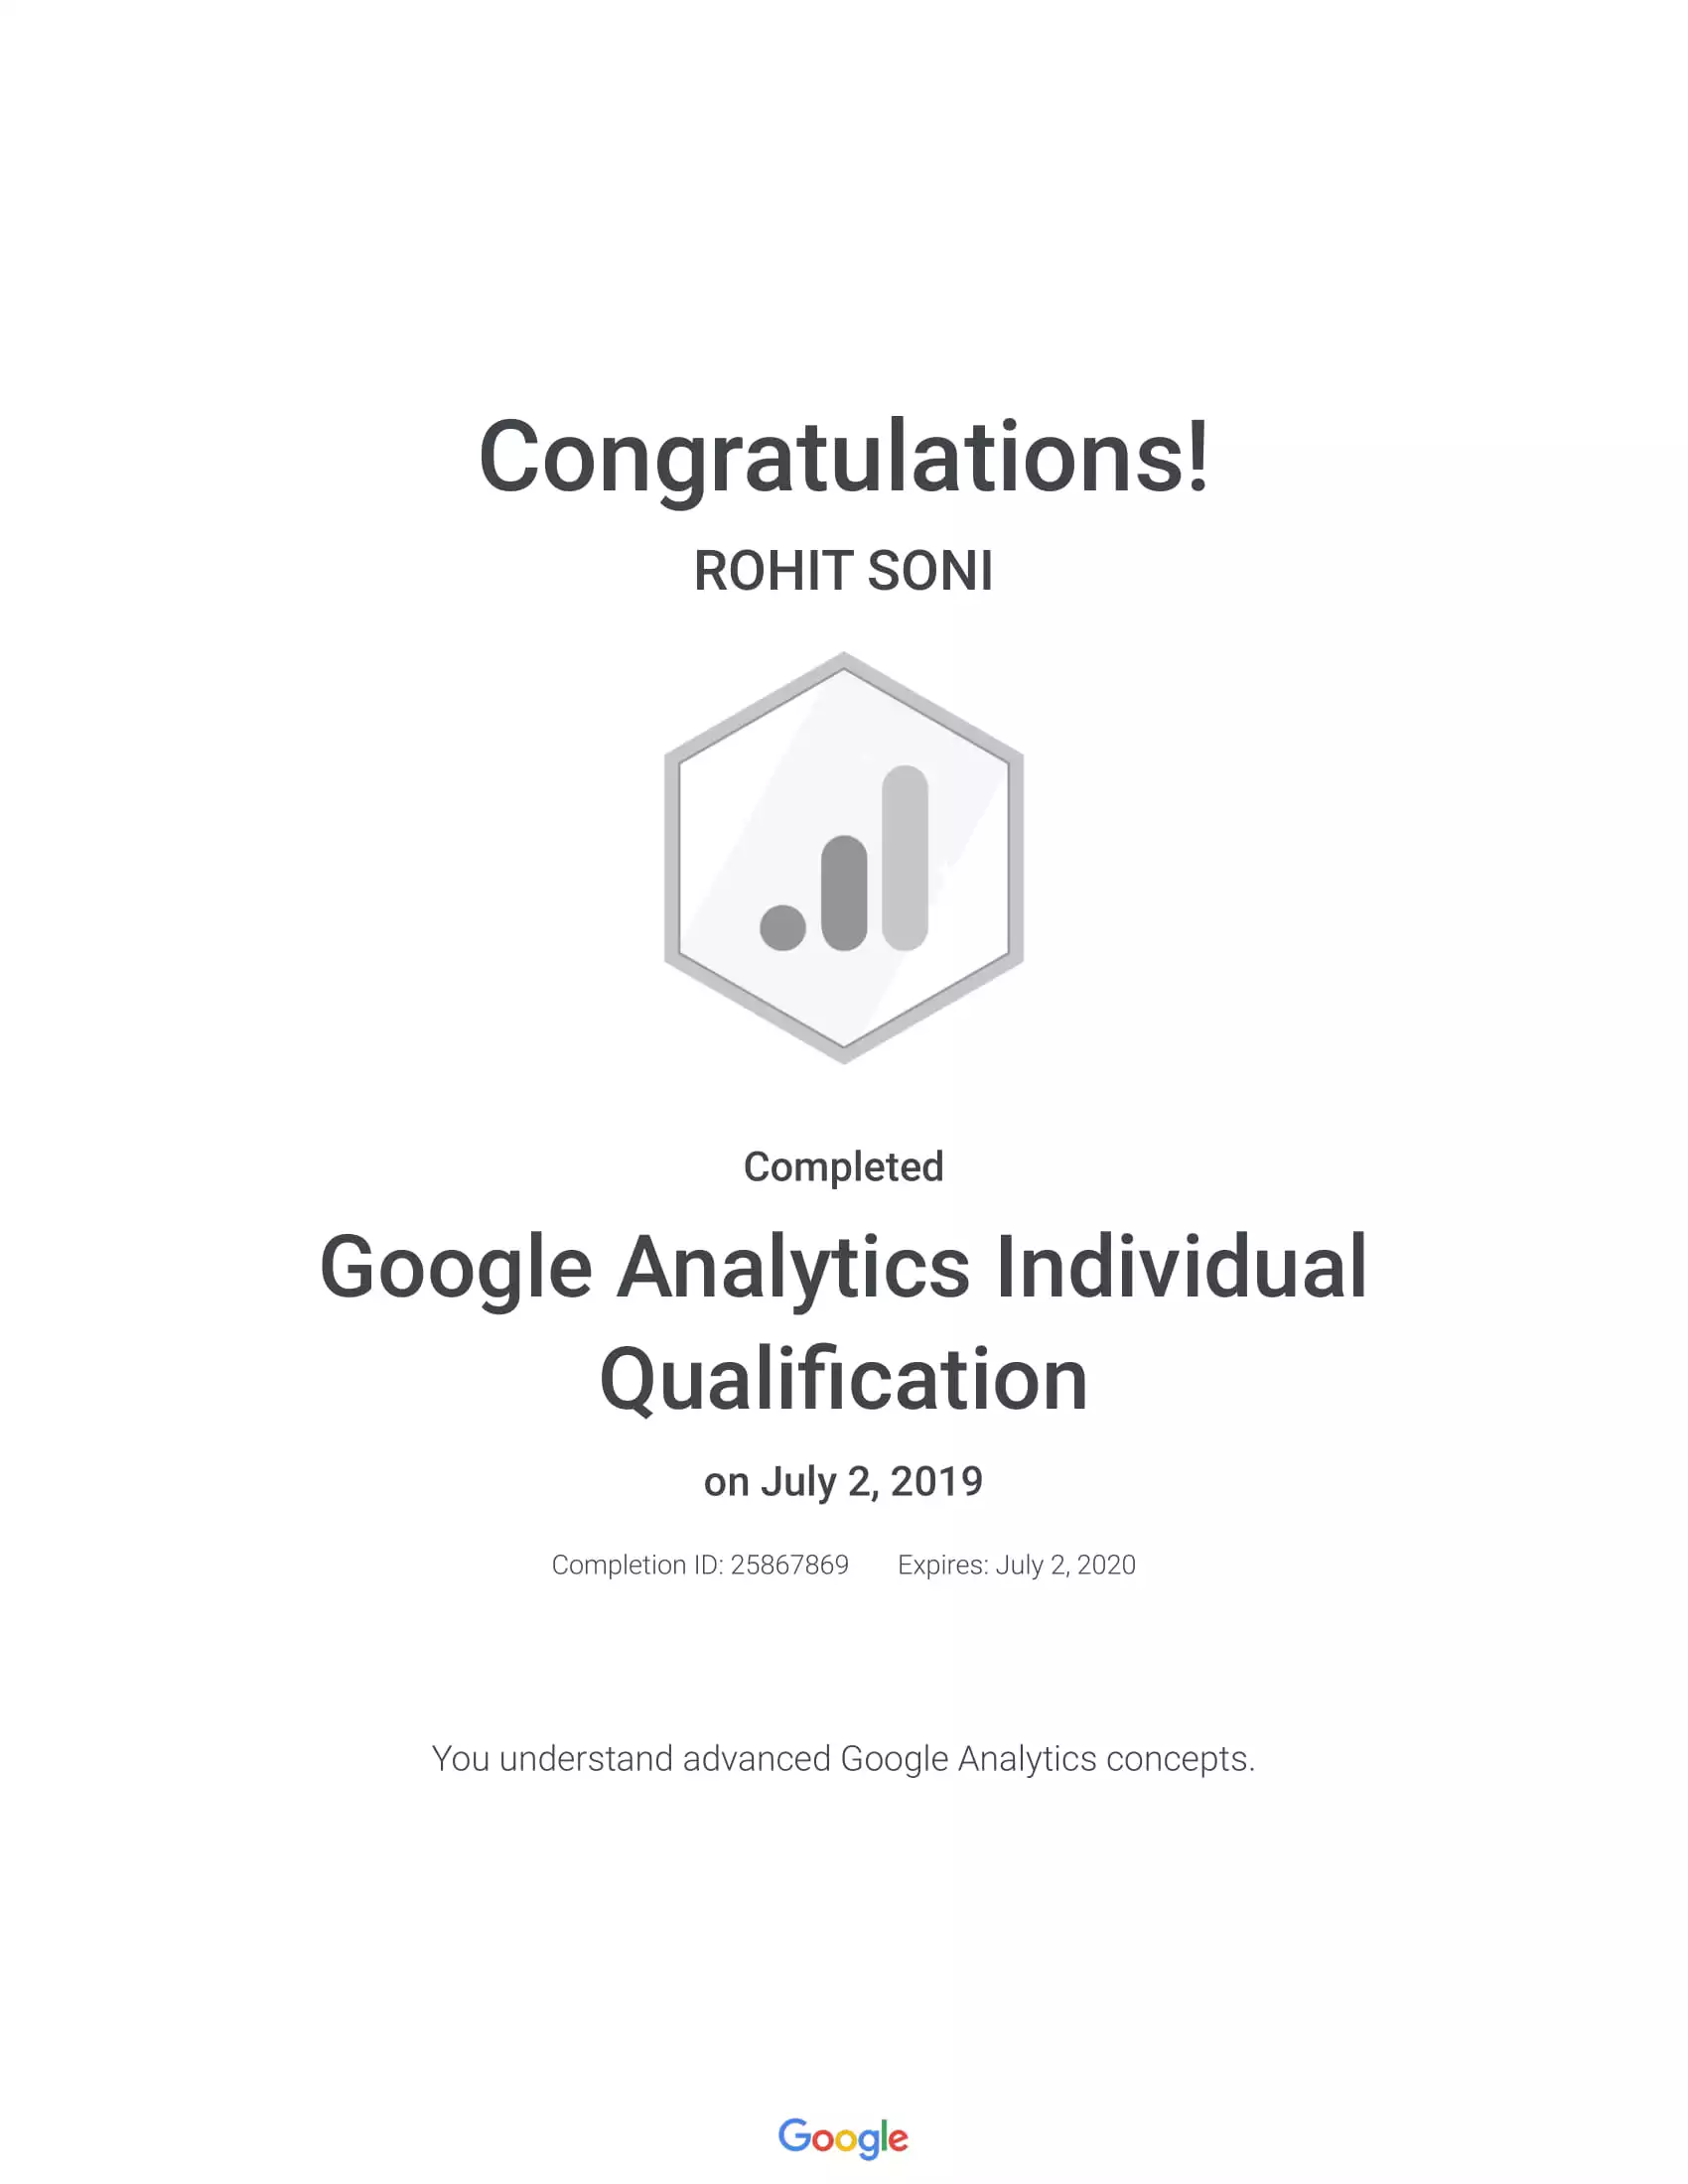 Congratulations!
ROHIT SONI
Completed
Google Analytics Individual
Qualification
on July 2, 2019
Completion ID: 25867869 Expires: July 2, 2020
You understand advanced Google Analytics concepts.
Google